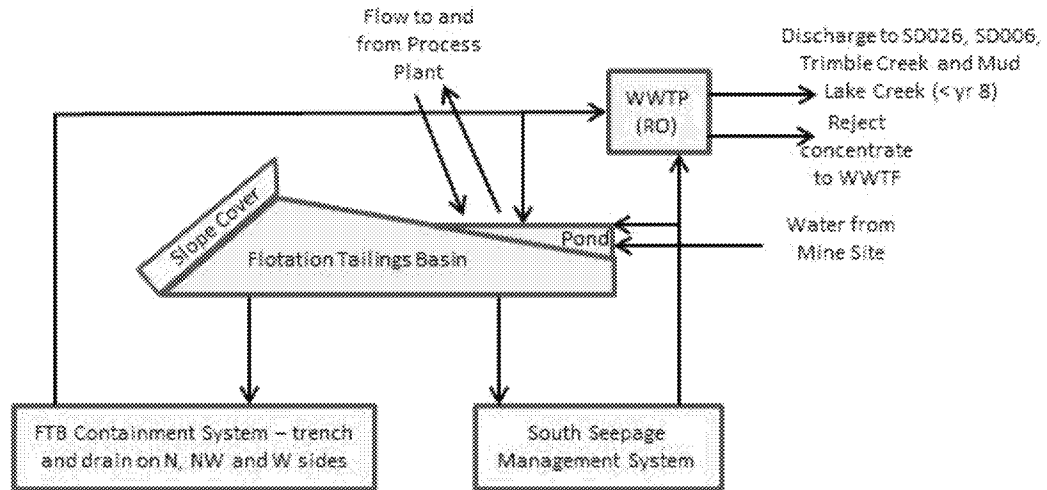 Flow to and
from Process
Plant
Discharge to SD026, SD006,
Trimble Creek and Mud
Lake Creek (< yr 8)
WWTP
(RO)
Reject
concentrate
to WWTF
Slope Cover
Pond
Water from
Mine Site
Flotation Tailings Basin
FTB Containment System – trench
and drain on N, NW and W sides
South Seepage
Management System